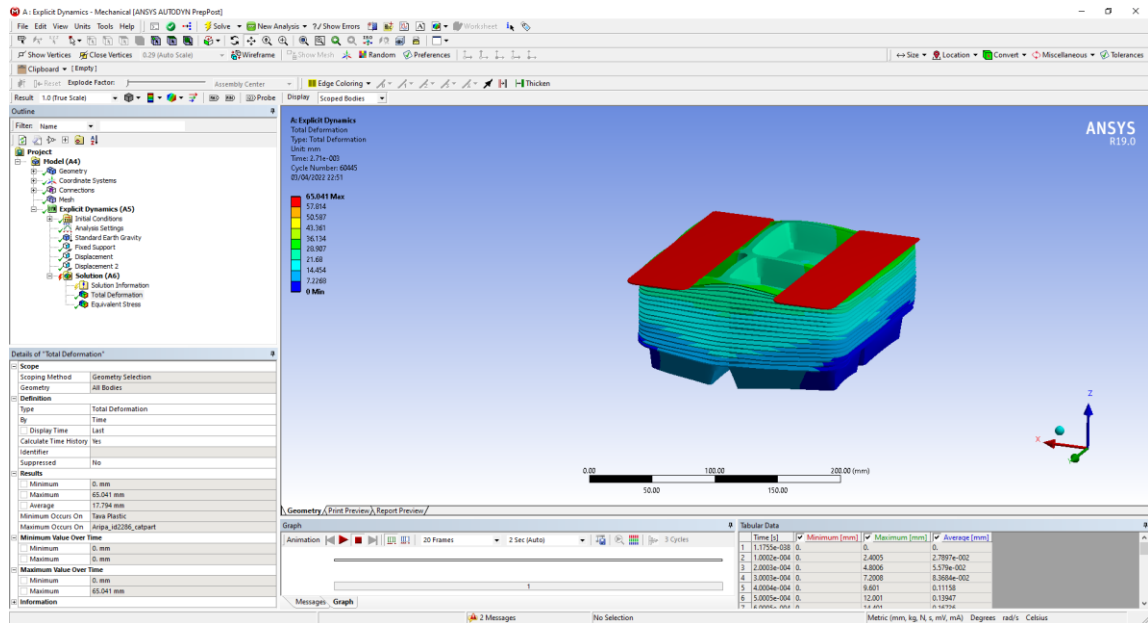 A : Explicit Dynamics - Mechanical [ANSYS AUTODYN PrepPost]
File Edit View Units Tools Help Solve New Analysis ?/ Show Errors Worksheet
Show Vertices Close Vertices 0.29 (Auto Scale) Wireframe Show Mesh Random Preferences Size Location Convert Miscellaneous Tolerances
Clipboard [Empty]
Reset Explode Factor: Assembly Center Edge Coloring Thicken
Result 1.0 (True Scale) Probe Display Scoped Bodies
Outline
Filter: Name
Project
Model (A4)
Geometry
Coordinate Systems
Connections
Mesh
Explicit Dynamics (A5)
Initial Conditions
Analysis Settings
Standard Earth Gravity
Fixed Support
Displacement
Displacement 2
Solution (A6)
Solution Information
Total Deformation
Equivalent Stress
Details of "Total Deformation"
Scope
Scoping Method Geometry Selection
Geometry All Bodies
Definition
Type Total Deformation
By Time
Display Time Last
Calculate Time History Yes
Identifier
Suppressed No
Results
Minimum 0. mm
Maximum 65.041 mm
Average 17.794 mm
Minimum Occurs On Tava Plastic
Maximum Occurs On Aripa_id2286_catpart
Minimum Value Over Time
Minimum 0. mm
Maximum 0. mm
Maximum Value Over Time
Minimum 0. mm
Maximum 65.041 mm
Information
A: Explicit Dynamics
Total Deformation
Type: Total Deformation
Unit: mm
Time: 2.71e-003
Cycle Number: 60445
03/04/2022 22:51
65.041 Max
57.814
50.587
43.361
36.134
28.907
21.68
14.454
7.2268
0 Min
ANSYS
R19.0
Z
X
Y
0.00 100.00 200.00 (mm)
50.00 150.00
Geometry Print Preview Report Preview
Graph
Animation 20 Frames 2 Sec (Auto) 3 Cycles
1
Messages Graph
Tabular Data
Time [s] Minimum [mm] Maximum [mm] Average [mm]
1 1.1755e-038 0. 0. 0.
2 1.0002e-004 0. 2.4005 2.7897e-002
3 2.0003e-004 0. 4.8006 5.579e-002
4 3.0003e-004 0. 7.2008 8.3684e-002
5 4.0004e-004 0. 9.601 0.11158
6 5.0005e-004 0. 12.001 0.13947
2 Messages No Selection Metric (mm, kg, N, s, mV, mA) Degrees rad/s Celsius